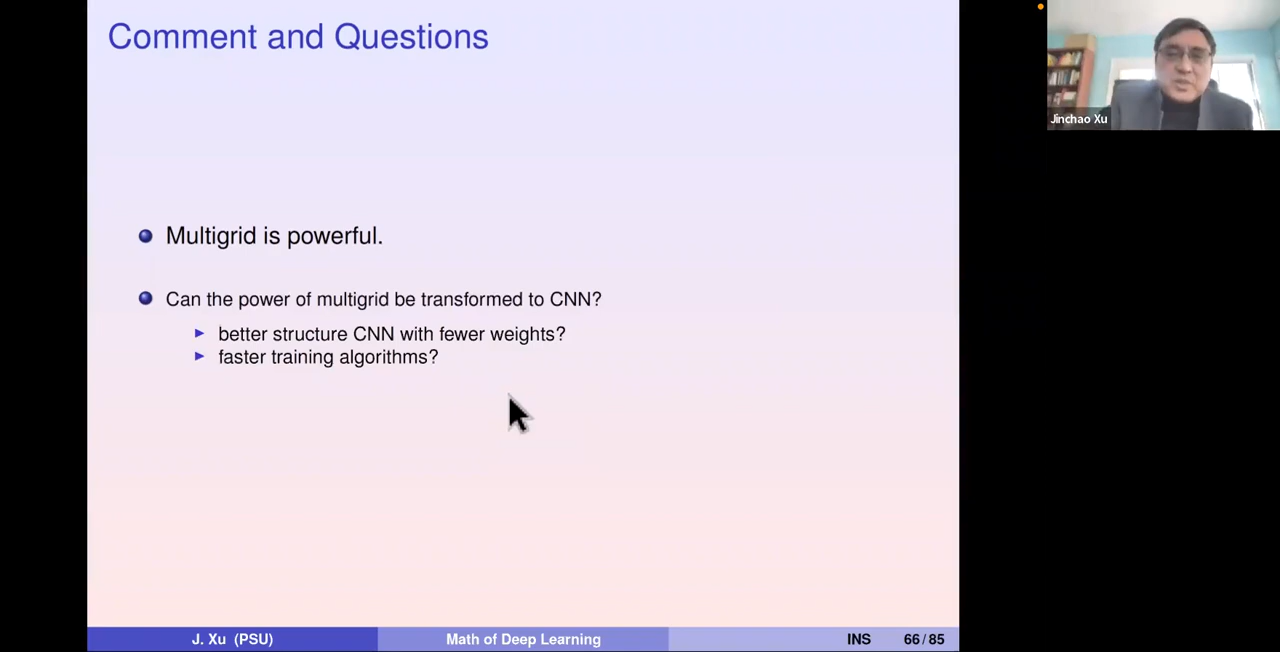 Comment and Questions
Jinchao Xu
Multigrid is powerful.
Can the power of multigrid be transformed to CNN?
better structure CNN with fewer weights?
faster training algorithms?
J. Xu (PSU)
Math of Deep Learning
INS
66 / 85